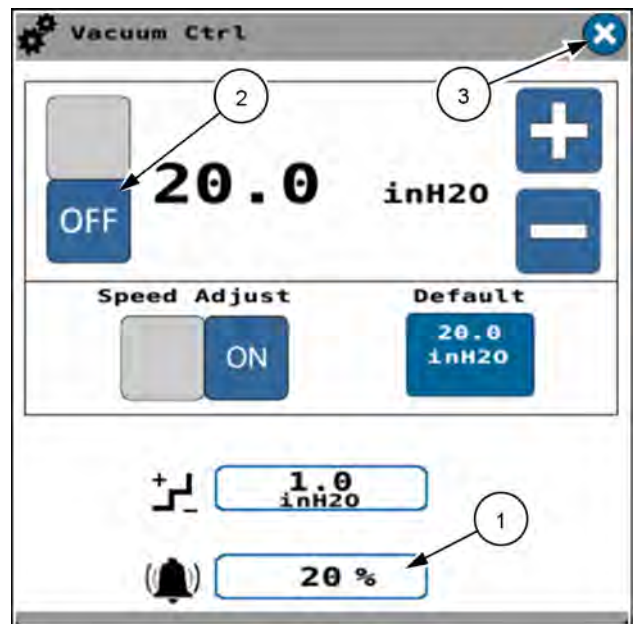 Vacuum Ctrl
2
3
OFF
20.0 inH2O
Speed Adjust
Default
ON
20.0
inH2O
1.0
inH2O
1
20 %